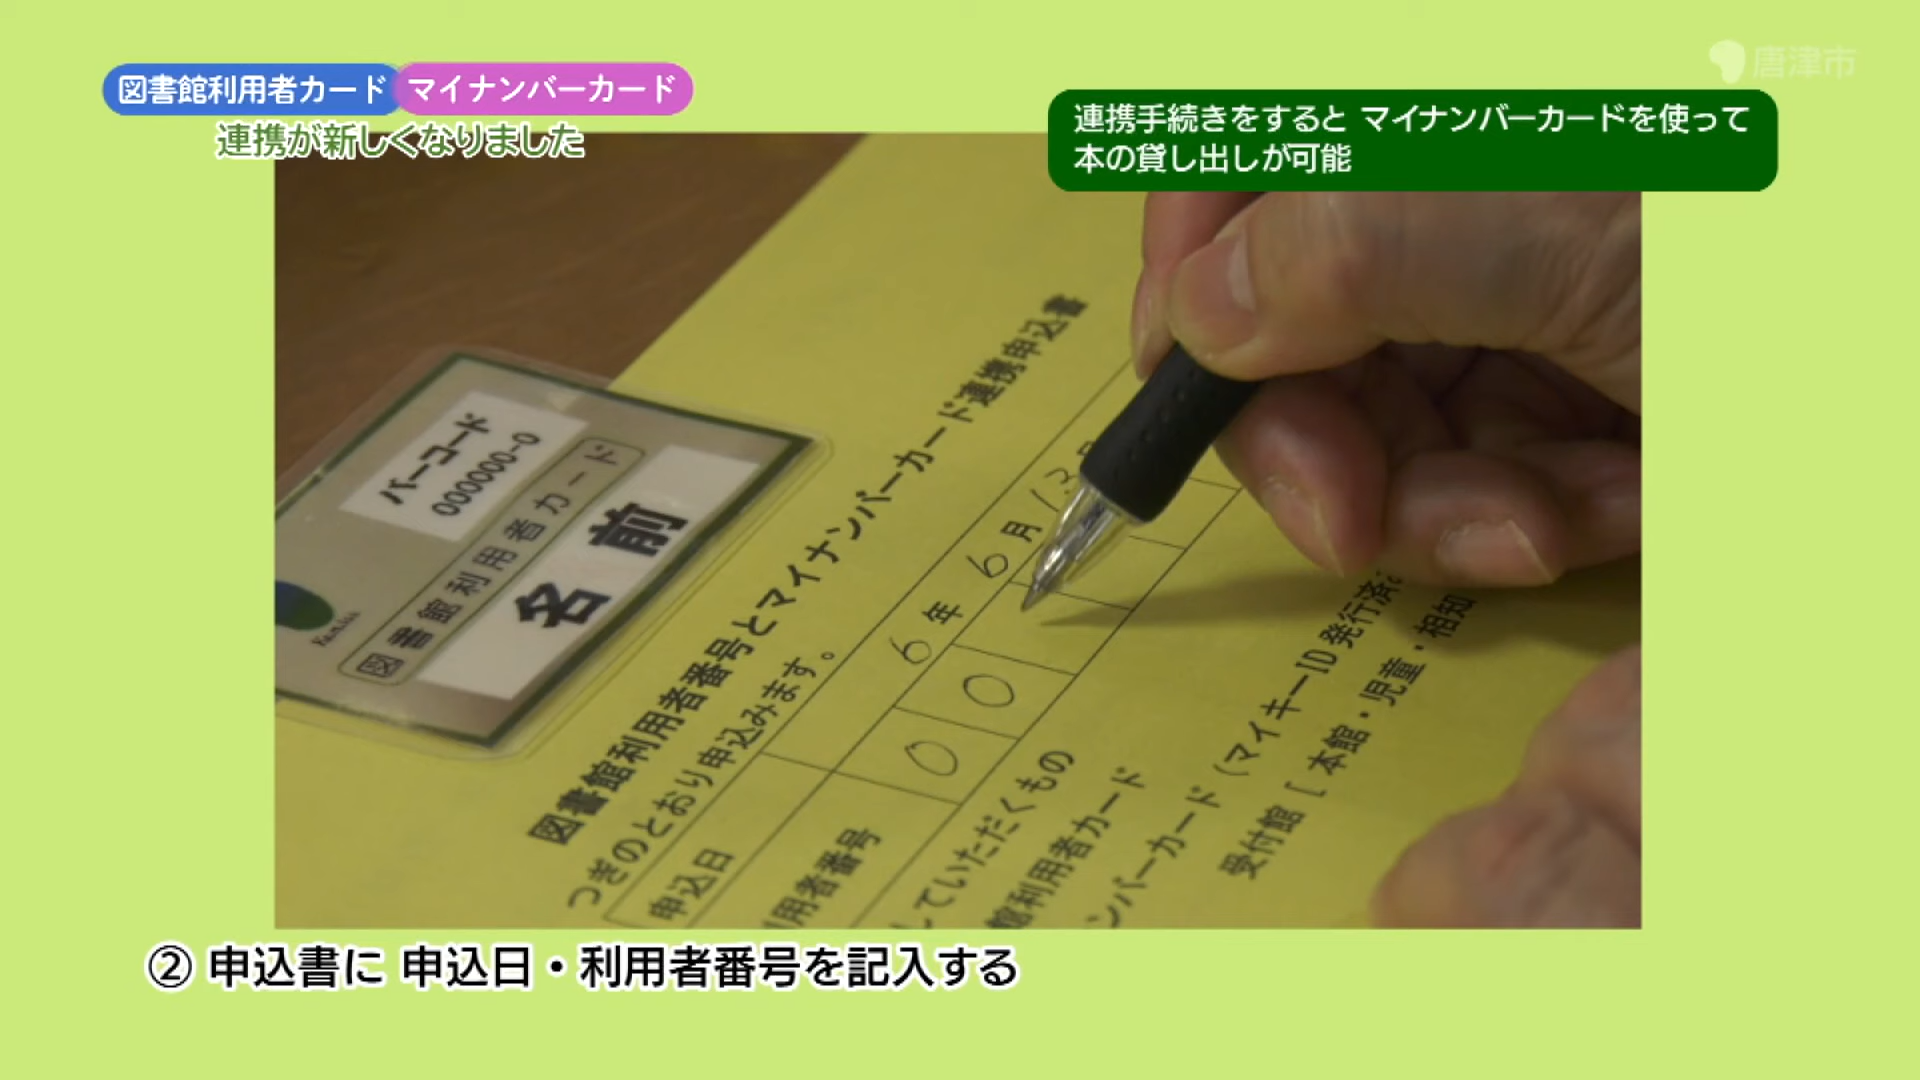 図書館利用者カード マイナンバーカード
連携が新しくなりました
唐津市
連携手続きをすると マイナンバーカードを使って
本の貸し出しが可能
バーコード
000000-0
図書館利用者カード
名前
図書館利用者番号とマイナンバーカード連携申込書
つぎのとおり申込みます。
申込日 6年6月13日
用者番号 0 0
していただくもの
館利用者カード
ンバーカード（マイキーID発行済
受付館［本館・児童・相知
② 申込書に 申込日・利用者番号を記入する